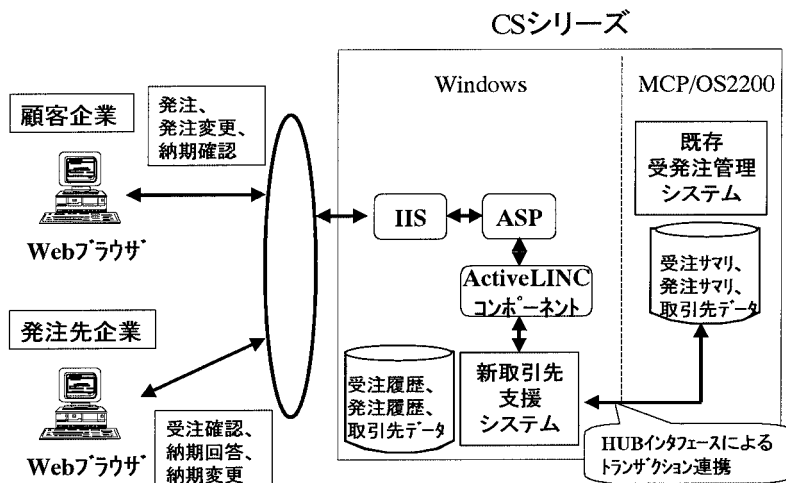 CSシリーズ
Windows
MCP/OS2200
顧客企業
発注、
発注変更、
納期確認
Webブラウザ
既存
受発注管理
システム
IIS
ASP
ActiveLINC
コンポーネント
受注サマリ、
発注サマリ、
取引先データ
発注先企業
Webブラウザ
受注確認、
納期回答、
納期変更
受注履歴、
発注履歴、
取引先データ
新取引先
支援
システム
HUBインタフェースによる
トランザクション連携